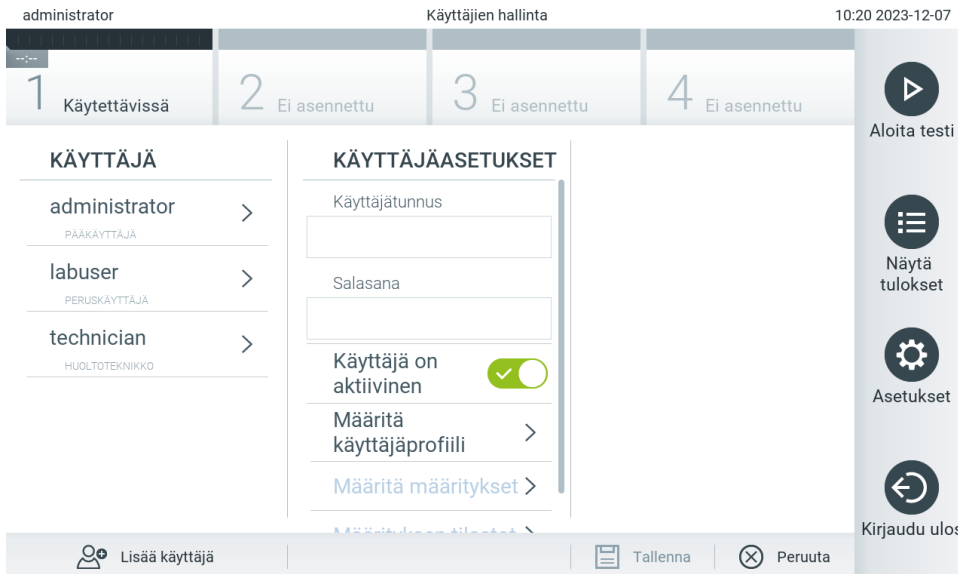 administrator
Käyttäjien hallinta
10:20 2023-12-07
--:--
1 Käytettävissä
2 Ei asennettu
3 Ei asennettu
4 Ei asennettu
KÄYTTÄJÄ
administrator
PÄÄKÄYTTÄJÄ
labuser
PERUSKÄYTTÄJÄ
technician
HUOLTOTEKNIKKO
KÄYTTÄJÄASETUKSET
Käyttäjätunnus
Salasana
Käyttäjä on
aktiivinen
Määritä
käyttäjäprofiili
Määritä määritykset
Aloita testi
Näytä
tulokset
Asetukset
Kirjaudu ulos
Lisää käyttäjä
Tallenna
Peruuta